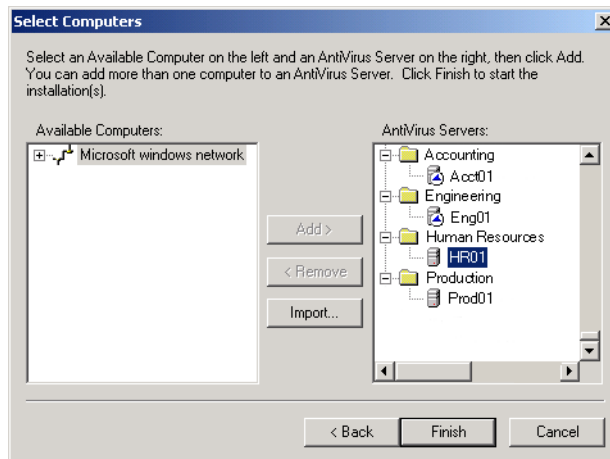 Select Computers
Select an Available Computer on the left and an AntiVirus Server on the right, then click Add.
You can add more than one computer to an AntiVirus Server. Click Finish to start the
installation(s).
Available Computers:
Microsoft windows network
Add >
< Remove
Import...
AntiVirus Servers:
Accounting
Acct01
Engineering
Eng01
Human Resources
HR01
Production
Prod01
< Back
Finish
Cancel